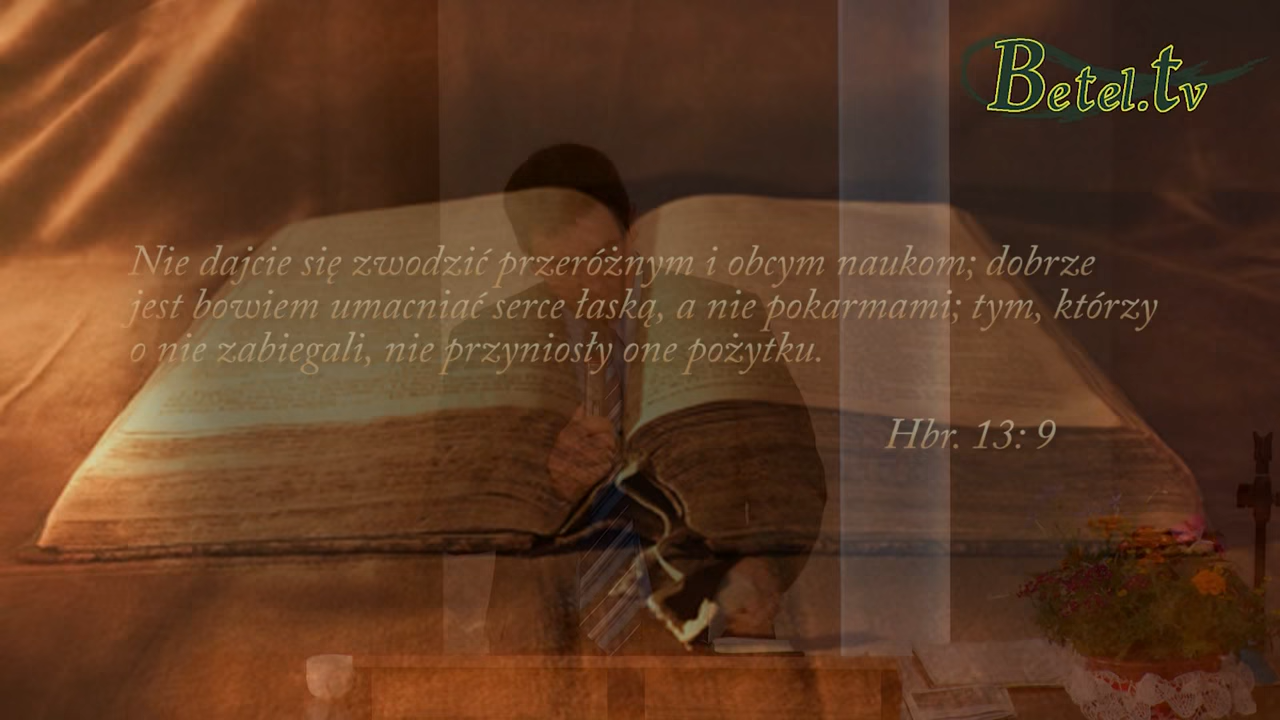 Betel.tv
Nie dajcie się zwodzić przeróżnym i obcym naukom; dobrze
jest bowiem umacniać serce łaską, a nie pokarmami; tym, którzy
o nie zabiegali, nie przyniosły one pożytku.
Hbr. 13: 9